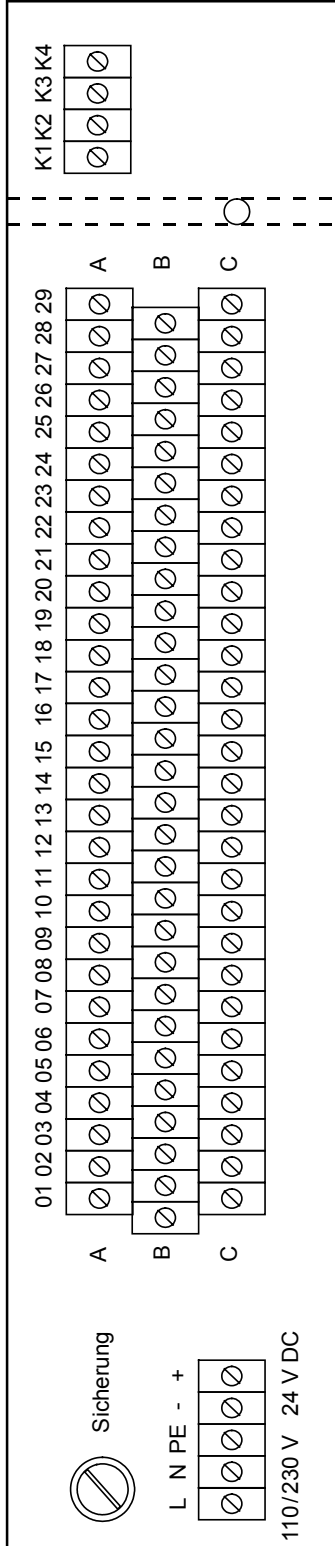 K1 K2 K3 K4
A
B
C
01 02 03 04 05 06 07 08 09 10 11 12 13 14 15 16 17 18 19 20 21 22 23 24 25 26 27 28 29
A
B
C
Sicherung
L N PE - +
110/230 V 24 V DC